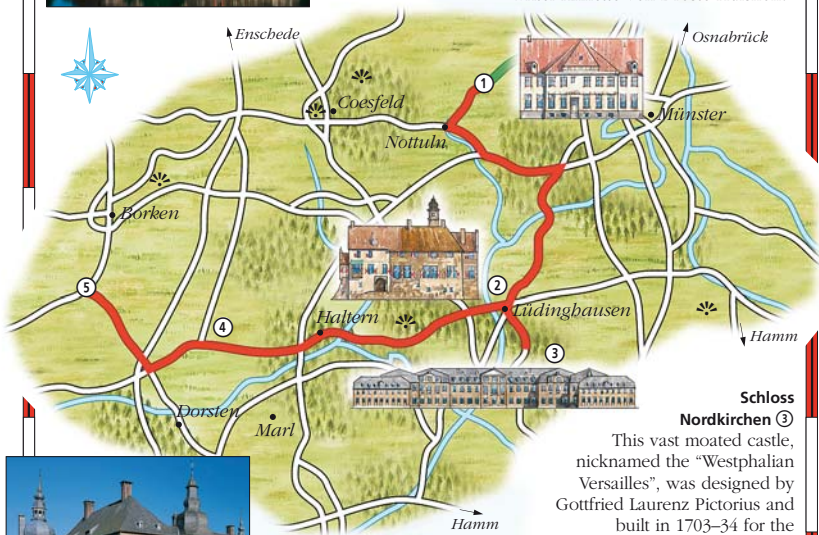 Enschede
Osnabrück
①
Coesfeld
Münster
Nottuln
Borken
⑤
②
Lüdinghausen
④
Haltern
③
Hamm
Dorsten
Marl
Hamm
Schloss
Nordkirchen ③
This vast moated castle,
nicknamed the “Westphalian
Versailles”, was designed by
Gottfried Laurenz Pictorius and
built in 1703–34 for the